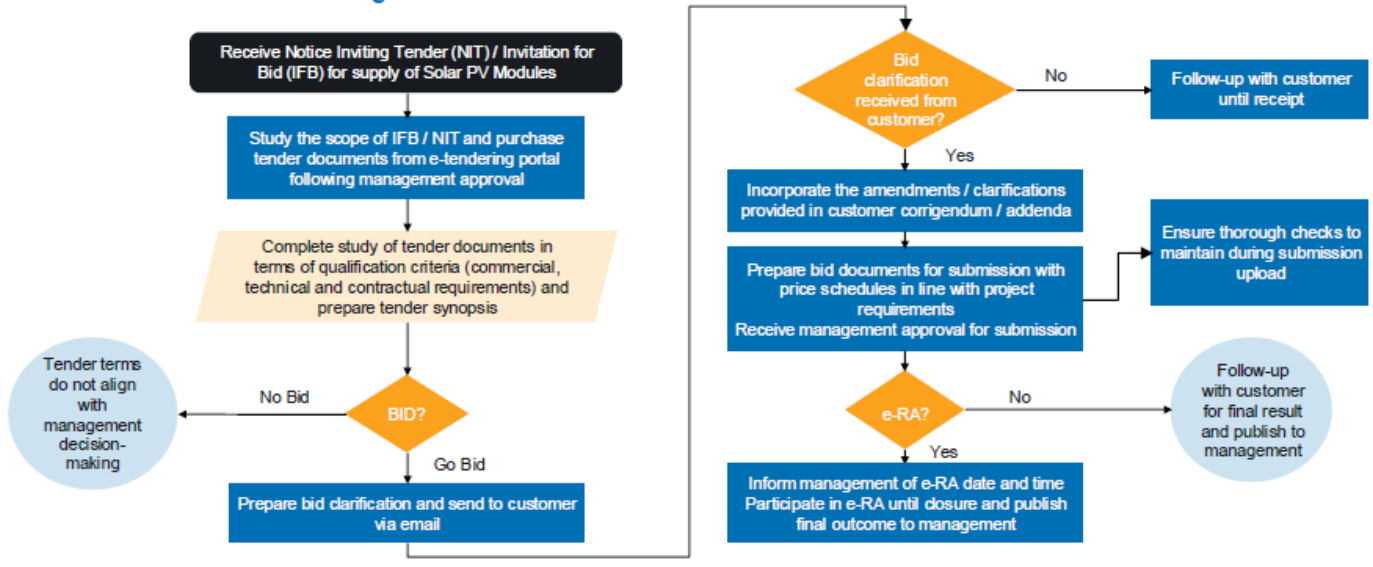 Receive Notice Inviting Tender (NIT) / Invitation for
Bid (IFB) for supply of Solar PV Modules
Study the scope of IFB / NIT and purchase
tender documents from e-tendering portal
following management approval
Complete study of tender documents in
terms of qualification criteria (commercial,
technical and contractual requirements) and
prepare tender synopsis
BID?
No Bid
Tender terms
do not align
with
management
decision-
making
Go Bid
Prepare bid clarification and send to customer
via email
Bid
clarification
received from
customer?
No
Follow-up with customer
until receipt
Yes
Incorporate the amendments / clarifications
provided in customer corrigendum / addenda
Prepare bid documents for submission with
price schedules in line with project
requirements
Receive management approval for submission
Ensure thorough checks to
maintain during submission
upload
e-RA?
No
Follow-up
with customer
for final result
and publish to
management
Yes
Inform management of e-RA date and time
Participate in e-RA until closure and publish
final outcome to management